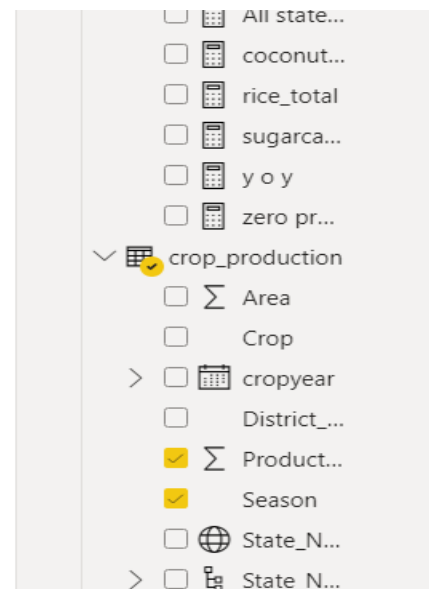 All state...
coconut...
rice_total
sugarca...
y o y
zero pr...
crop_production
Area
Crop
cropyear
District_...
Product...
Season
State_N...
State N...